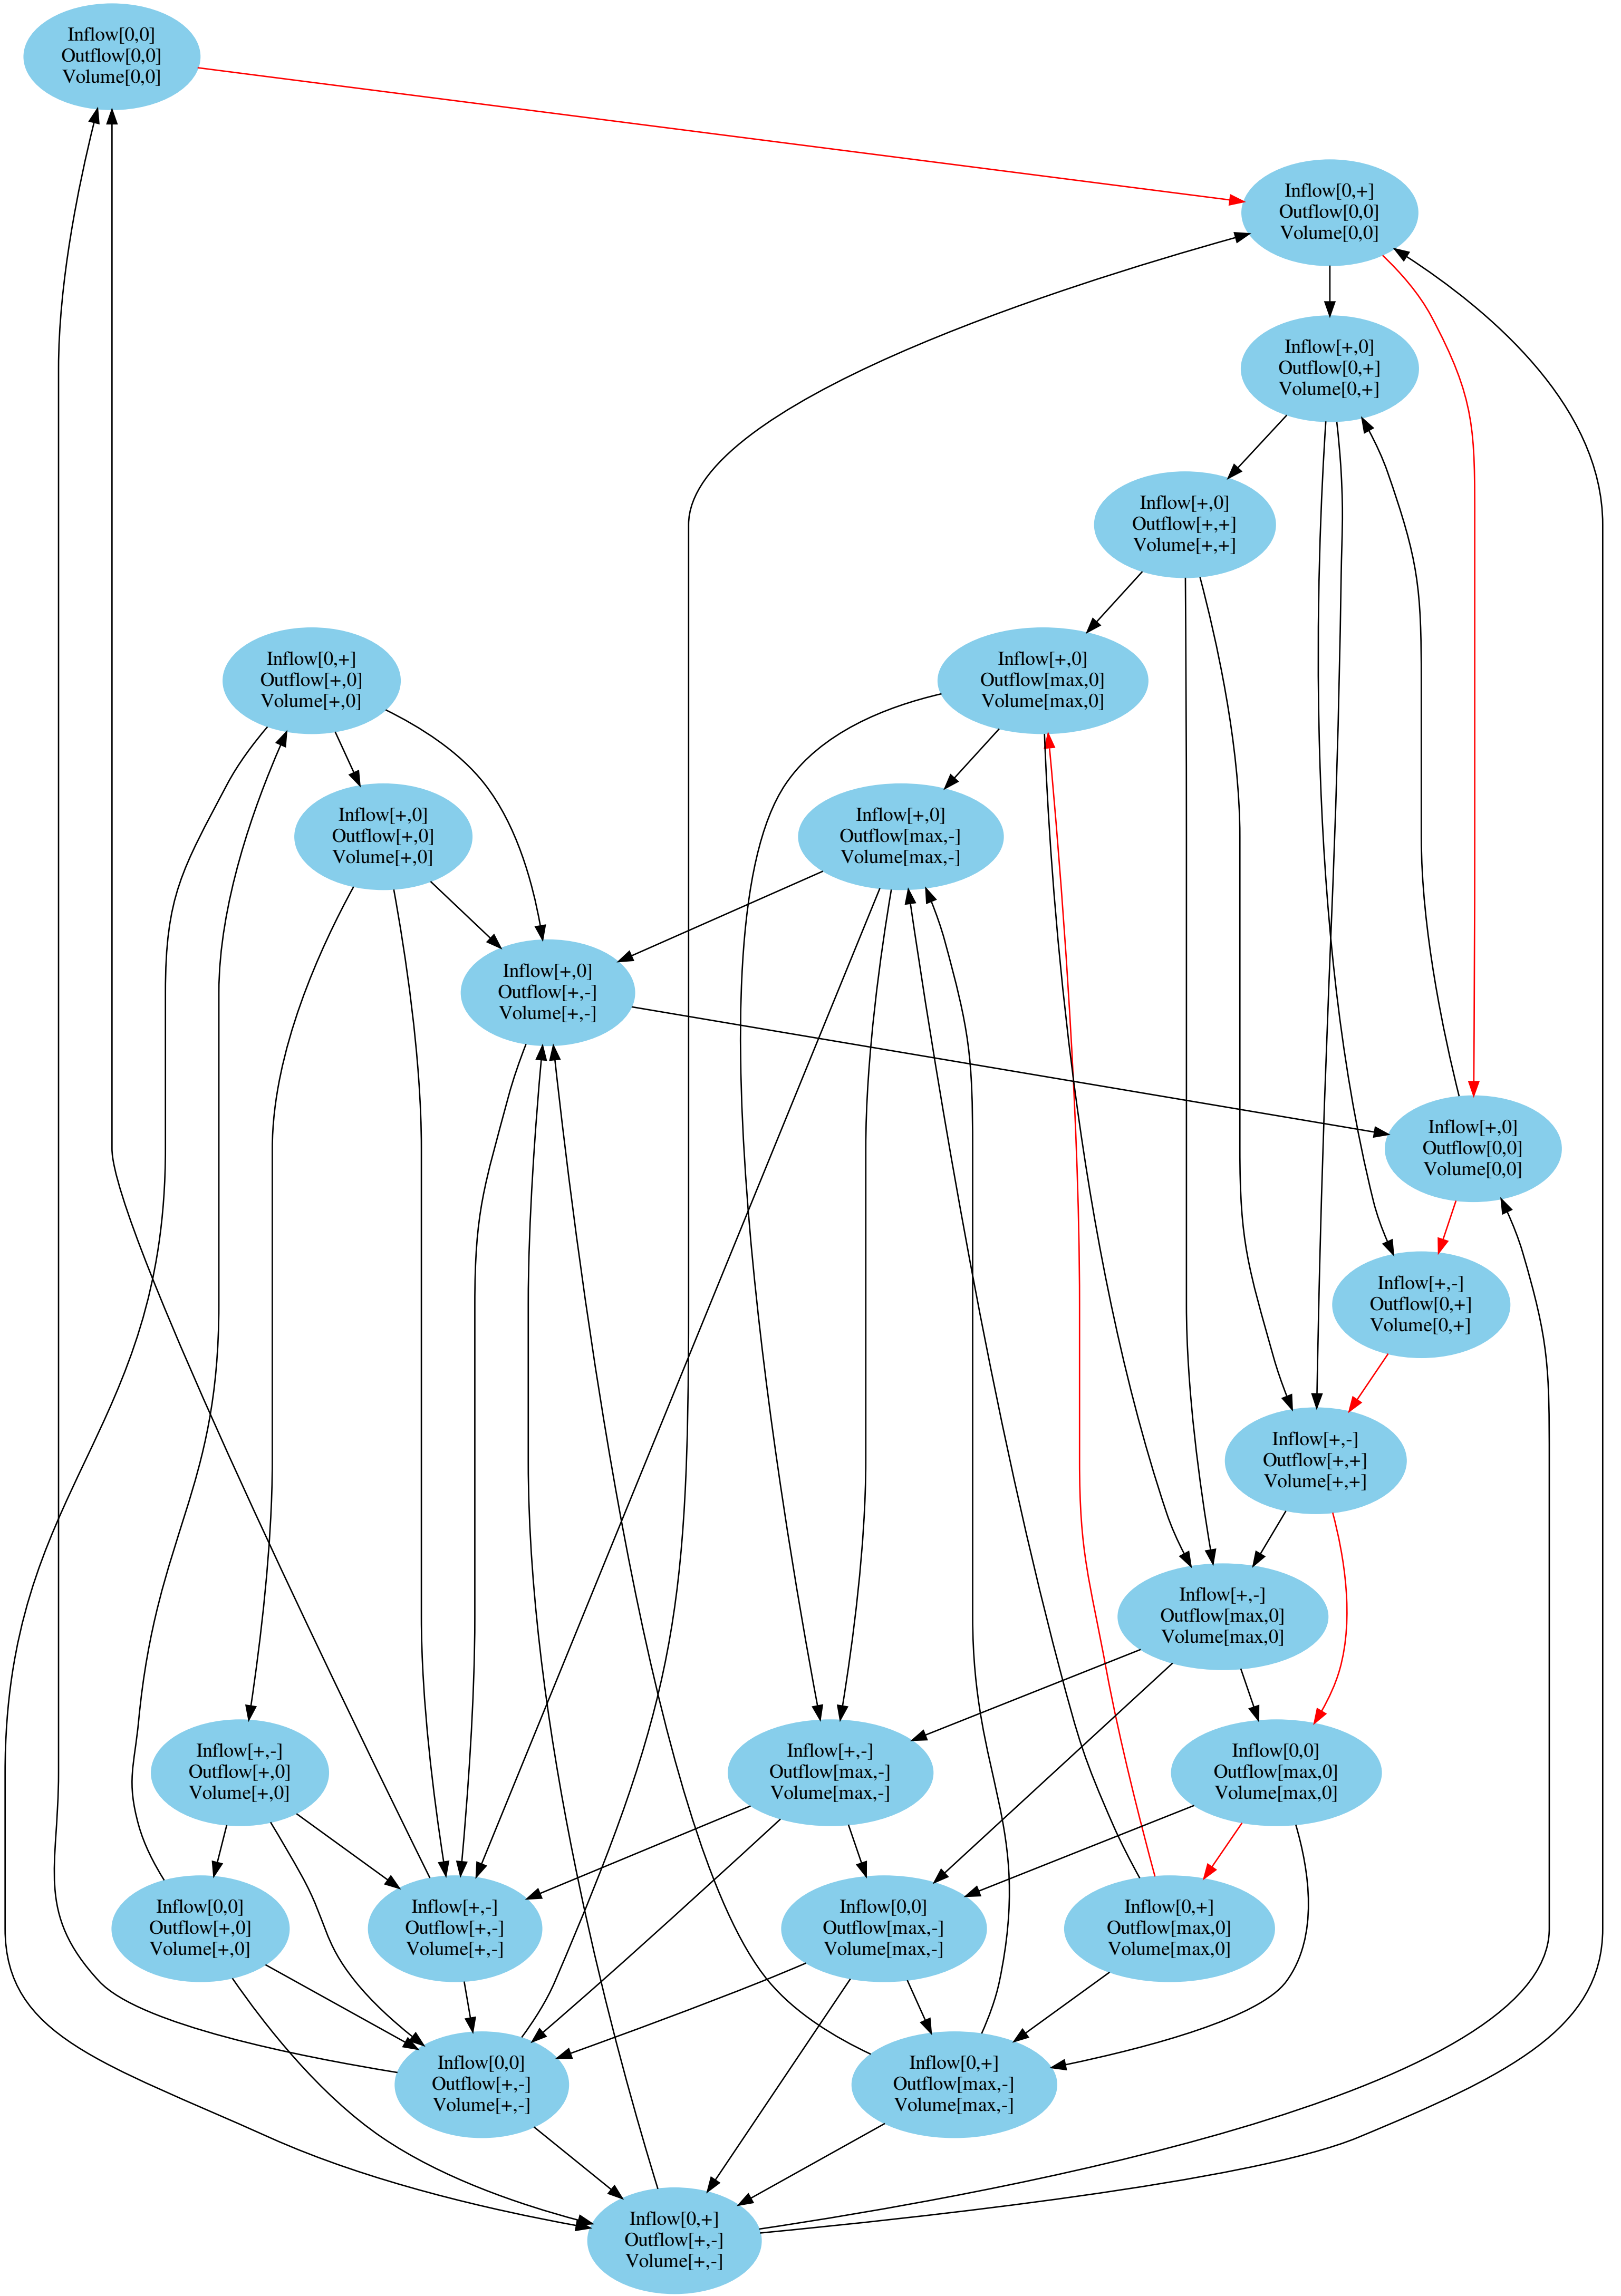 Inflow[0,0]
Outflow[0,0]
Volume[0,0]
Inflow[0,+]
Outflow[0,0]
Volume[0,0]
Inflow[+,0]
Outflow[0,+]
Volume[0,+]
Inflow[+,0]
Outflow[+,+]
Volume[+,+]
Inflow[0,+]
Outflow[+,0]
Volume[+,0]
Inflow[+,0]
Outflow[max,0]
Volume[max,0]
Inflow[+,0]
Outflow[+,0]
Volume[+,0]
Inflow[+,0]
Outflow[max,-]
Volume[max,-]
Inflow[+,0]
Outflow[+,-]
Volume[+,-]
Inflow[+,0]
Outflow[0,0]
Volume[0,0]
Inflow[+,-]
Outflow[0,+]
Volume[0,+]
Inflow[+,-]
Outflow[+,+]
Volume[+,+]
Inflow[+,-]
Outflow[max,0]
Volume[max,0]
Inflow[+,-]
Outflow[+,0]
Volume[+,0]
Inflow[+,-]
Outflow[max,-]
Volume[max,-]
Inflow[0,0]
Outflow[max,0]
Volume[max,0]
Inflow[0,0]
Outflow[+,0]
Volume[+,0]
Inflow[+,-]
Outflow[+,-]
Volume[+,-]
Inflow[0,0]
Outflow[max,-]
Volume[max,-]
Inflow[0,+]
Outflow[max,0]
Volume[max,0]
Inflow[0,0]
Outflow[+,-]
Volume[+,-]
Inflow[0,+]
Outflow[max,-]
Volume[max,-]
Inflow[0,+]
Outflow[+,-]
Volume[+,-]